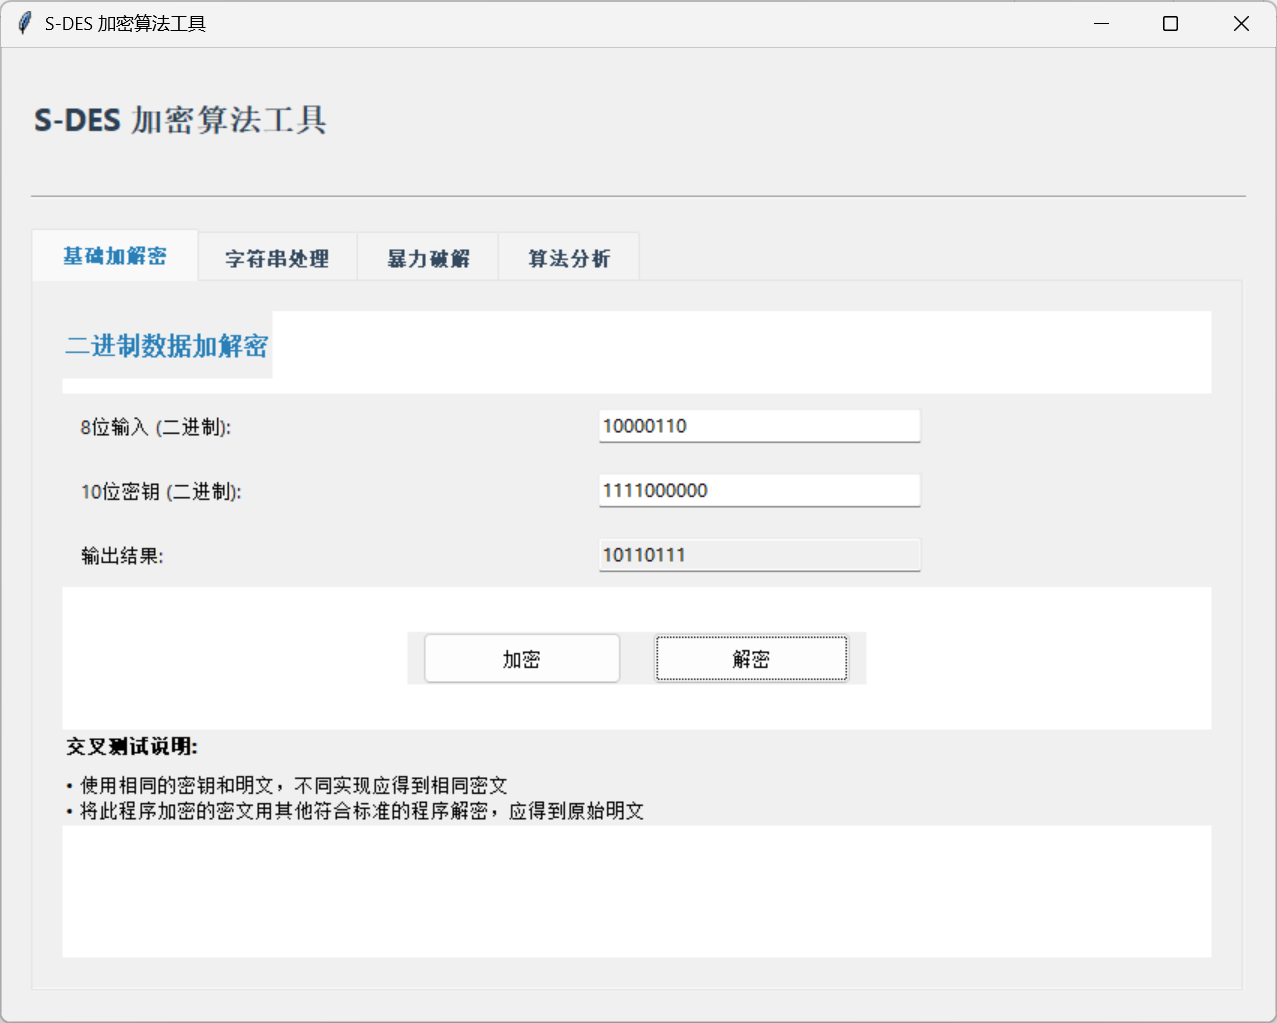 S-DES 加密算法工具
S-DES 加密算法工具
基础加解密 字符串处理 暴力破解 算法分析
二进制数据加解密
8位输入 (二进制): 10000110
10位密钥 (二进制): 1111000000
输出结果: 10110111
加密 解密
交叉测试说明:
• 使用相同的密钥和明文，不同实现应得到相同密文
• 将此程序加密的密文用其他符合标准的程序解密，应得到原始明文